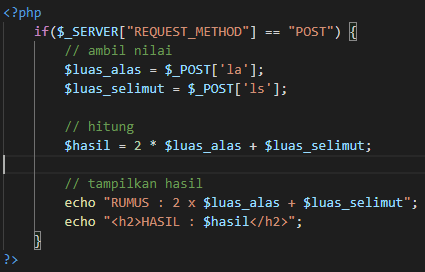 <?php
if($_SERVER["REQUEST_METHOD"] == "POST") {
// ambil nilai
$luas_alas = $_POST['la'];
$luas_selimut = $_POST['ls'];
// hitung
$hasil = 2 * $luas_alas + $luas_selimut;
// tampilkan hasil
echo "RUMUS : 2 x $luas_alas + $luas_selimut";
echo "<h2>HASIL : $hasil</h2>";
}
?>